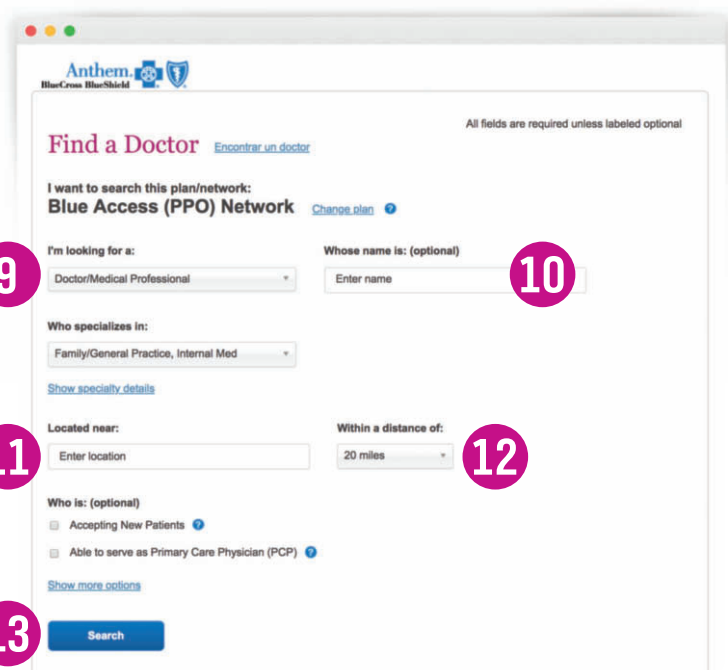 Anthem.
BlueCross BlueShield
All fields are required unless labeled optional
Find a Doctor Encontrar un doctor
I want to search this plan/network:
Blue Access (PPO) Network Change plan ?
I'm looking for a: Whose name is: (optional)
9 Doctor/Medical Professional Enter name 10
Who specializes in:
Family/General Practice, Internal Med
Show specialty details
Located near: Within a distance of:
11 Enter location 20 miles 12
Who is: (optional)
Accepting New Patients ?
Able to serve as Primary Care Physician (PCP) ?
Show more options
13 Search